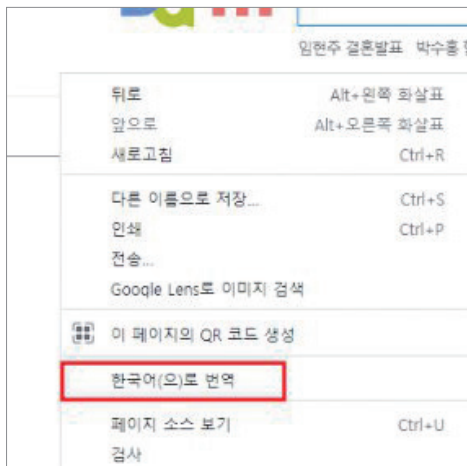 임현주 결혼발표 박수홍
뒤로 Alt+왼쪽 화살표
앞으로 Alt+오른쪽 화살표
새로고침 Ctrl+R
다른 이름으로 저장... Ctrl+S
인쇄 Ctrl+P
전송...
Google Lens로 이미지 검색
이 페이지의 QR 코드 생성
한국어(으)로 번역
페이지 소스 보기 Ctrl+U
검사